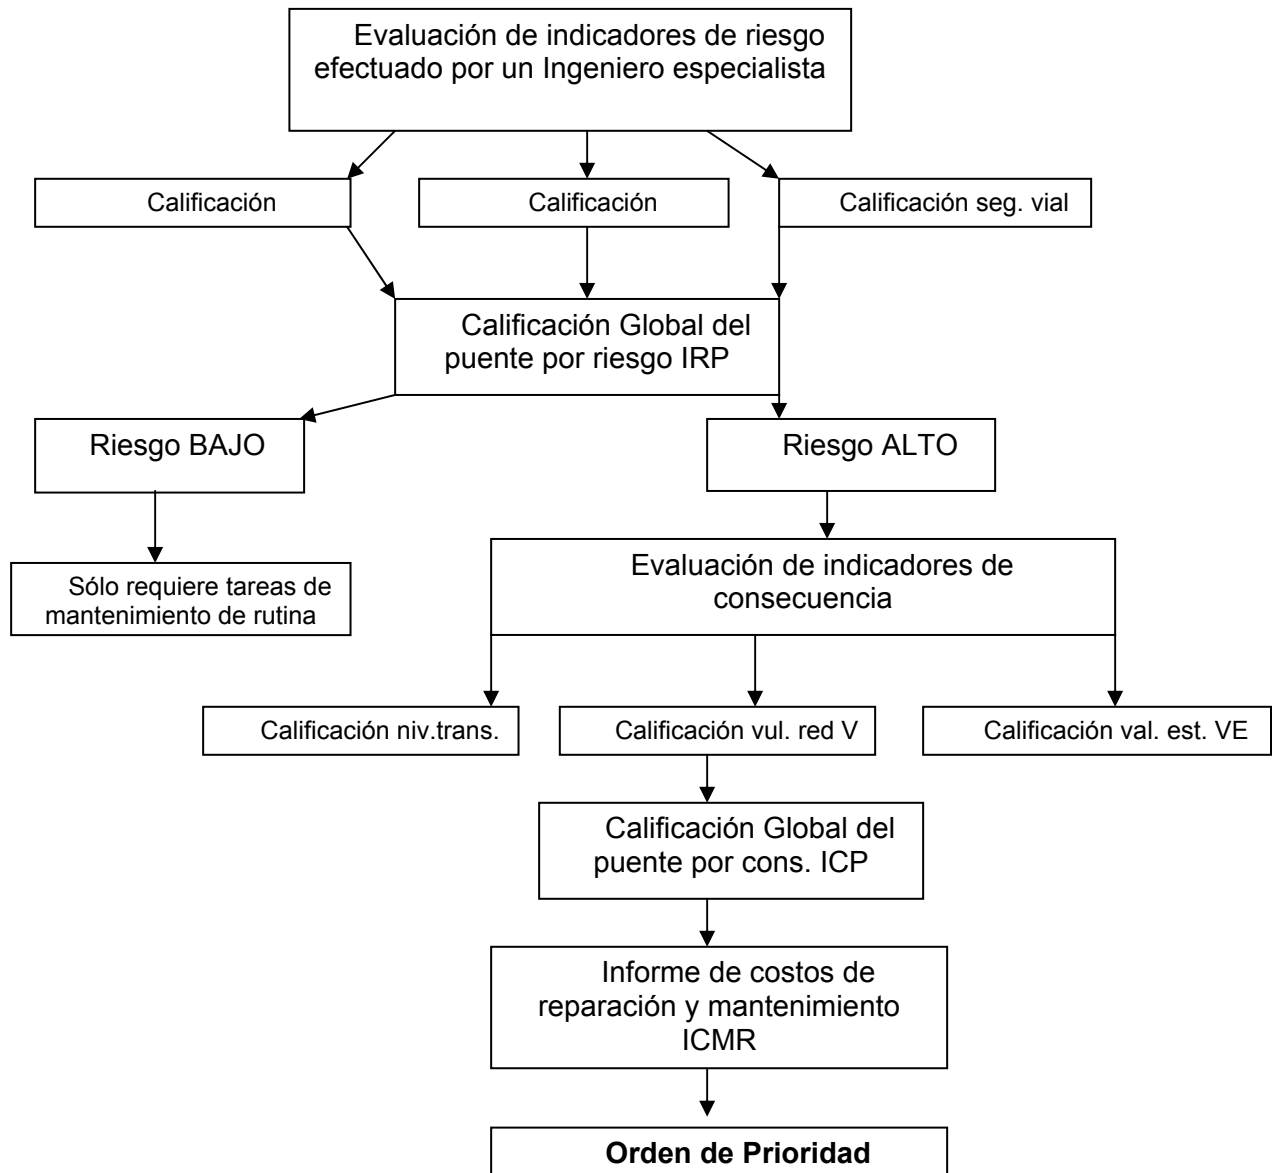 Evaluación de indicadores de riesgo
efectuado por un Ingeniero especialista
Calificación
Calificación
Calificación seg. vial
Calificación Global del
puente por riesgo IRP
Riesgo BAJO
Riesgo ALTO
Sólo requiere tareas de
mantenimiento de rutina
Evaluación de indicadores de
consecuencia
Calificación niv.trans.
Calificación vul. red V
Calificación val. est. VE
Calificación Global del
puente por cons. ICP
Informe de costos de
reparación y mantenimiento
ICMR
Orden de Prioridad